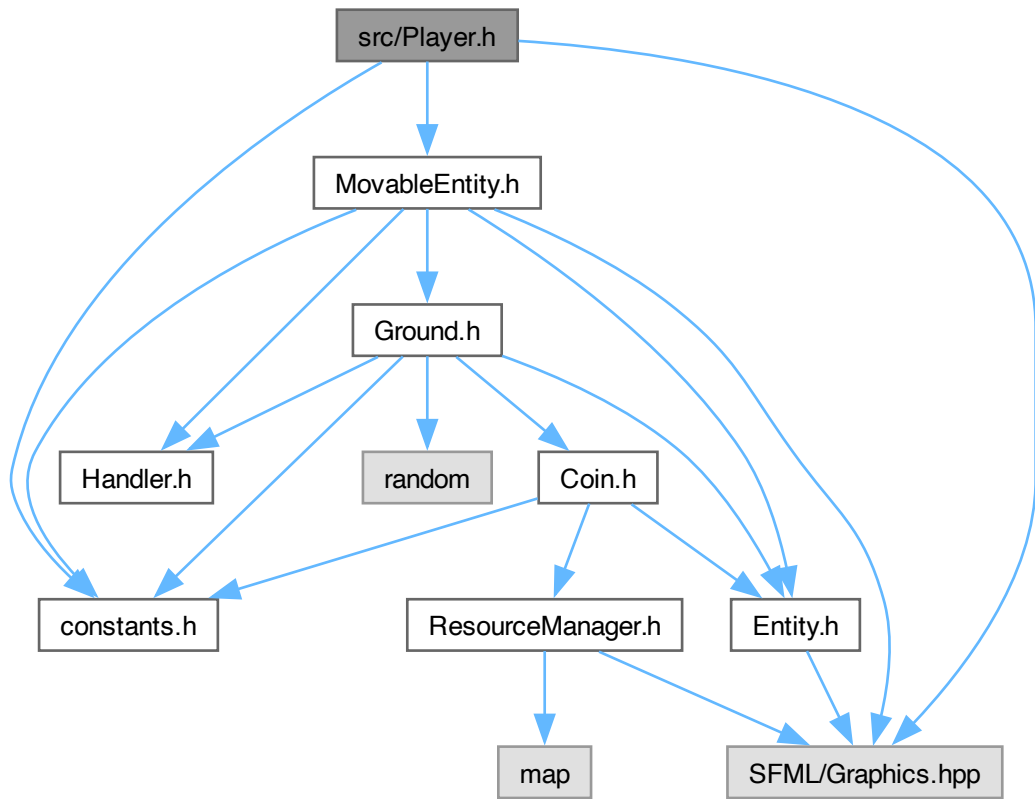 src/Player.h
MovableEntity.h
Ground.h
Handler.h
random
Coin.h
constants.h
ResourceManager.h
Entity.h
map
SFML/Graphics.hpp